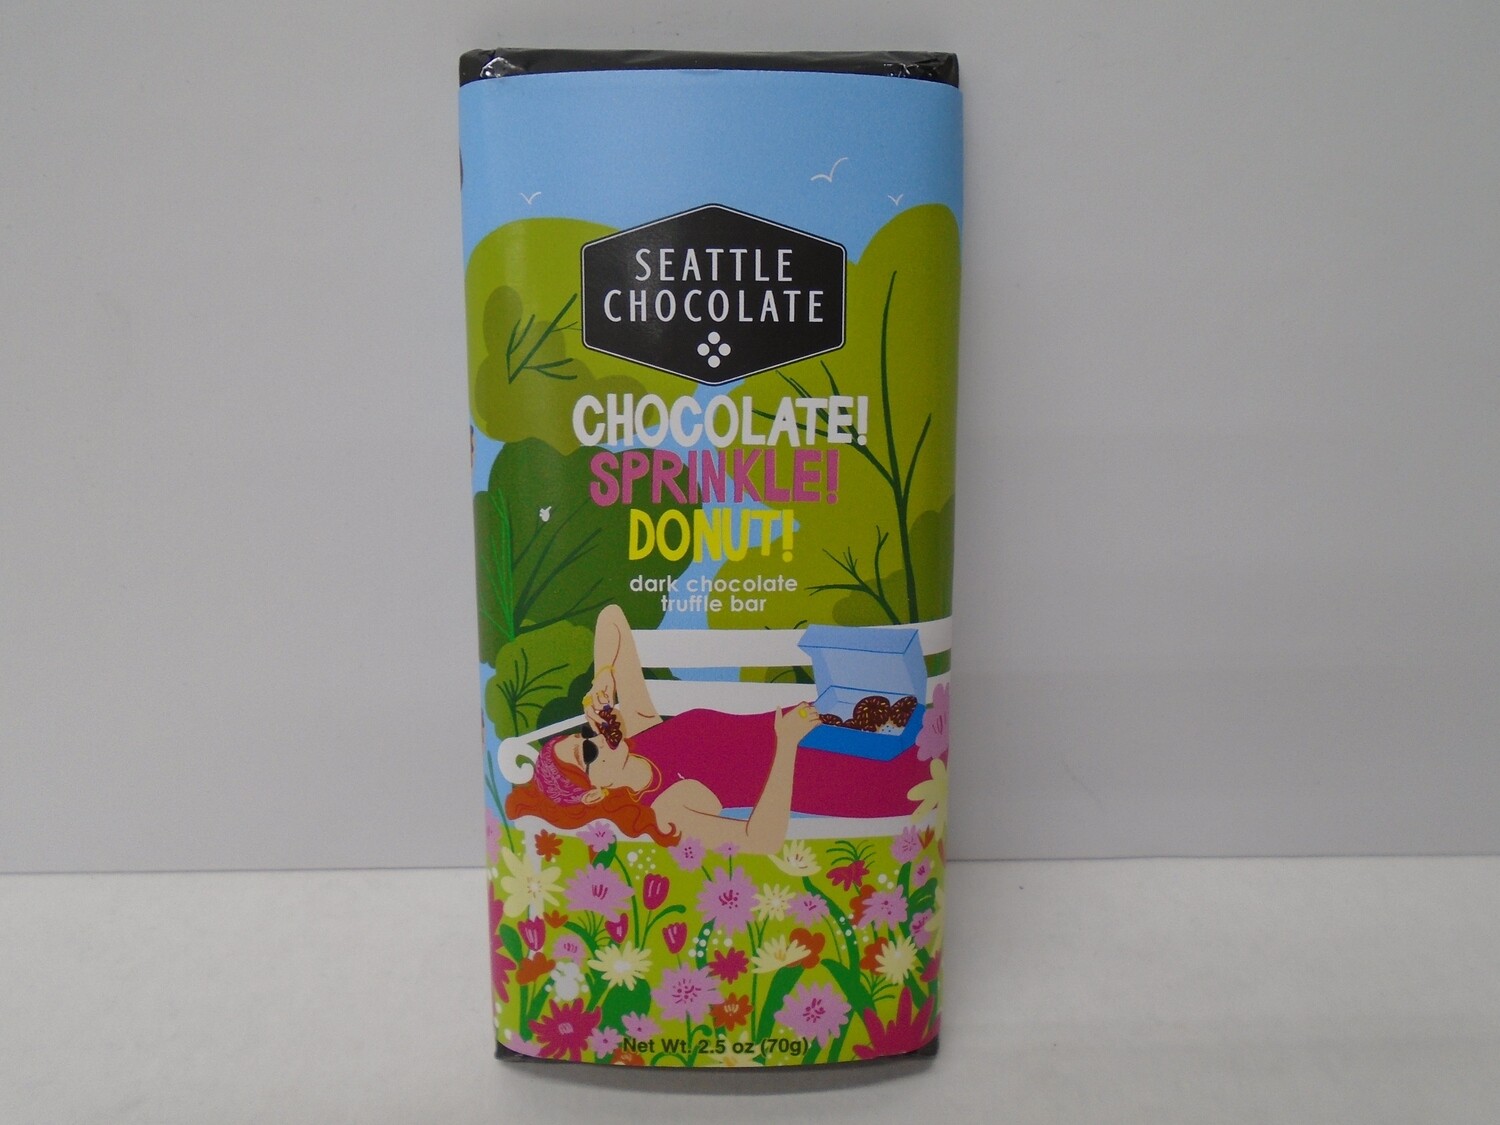 SEATTLE
CHOCOLATE
CHOCOLATE!
SPRINKLE!
DONUT!
dark chocolate
truffle bar
Net Wt. 2.5 oz (70g)